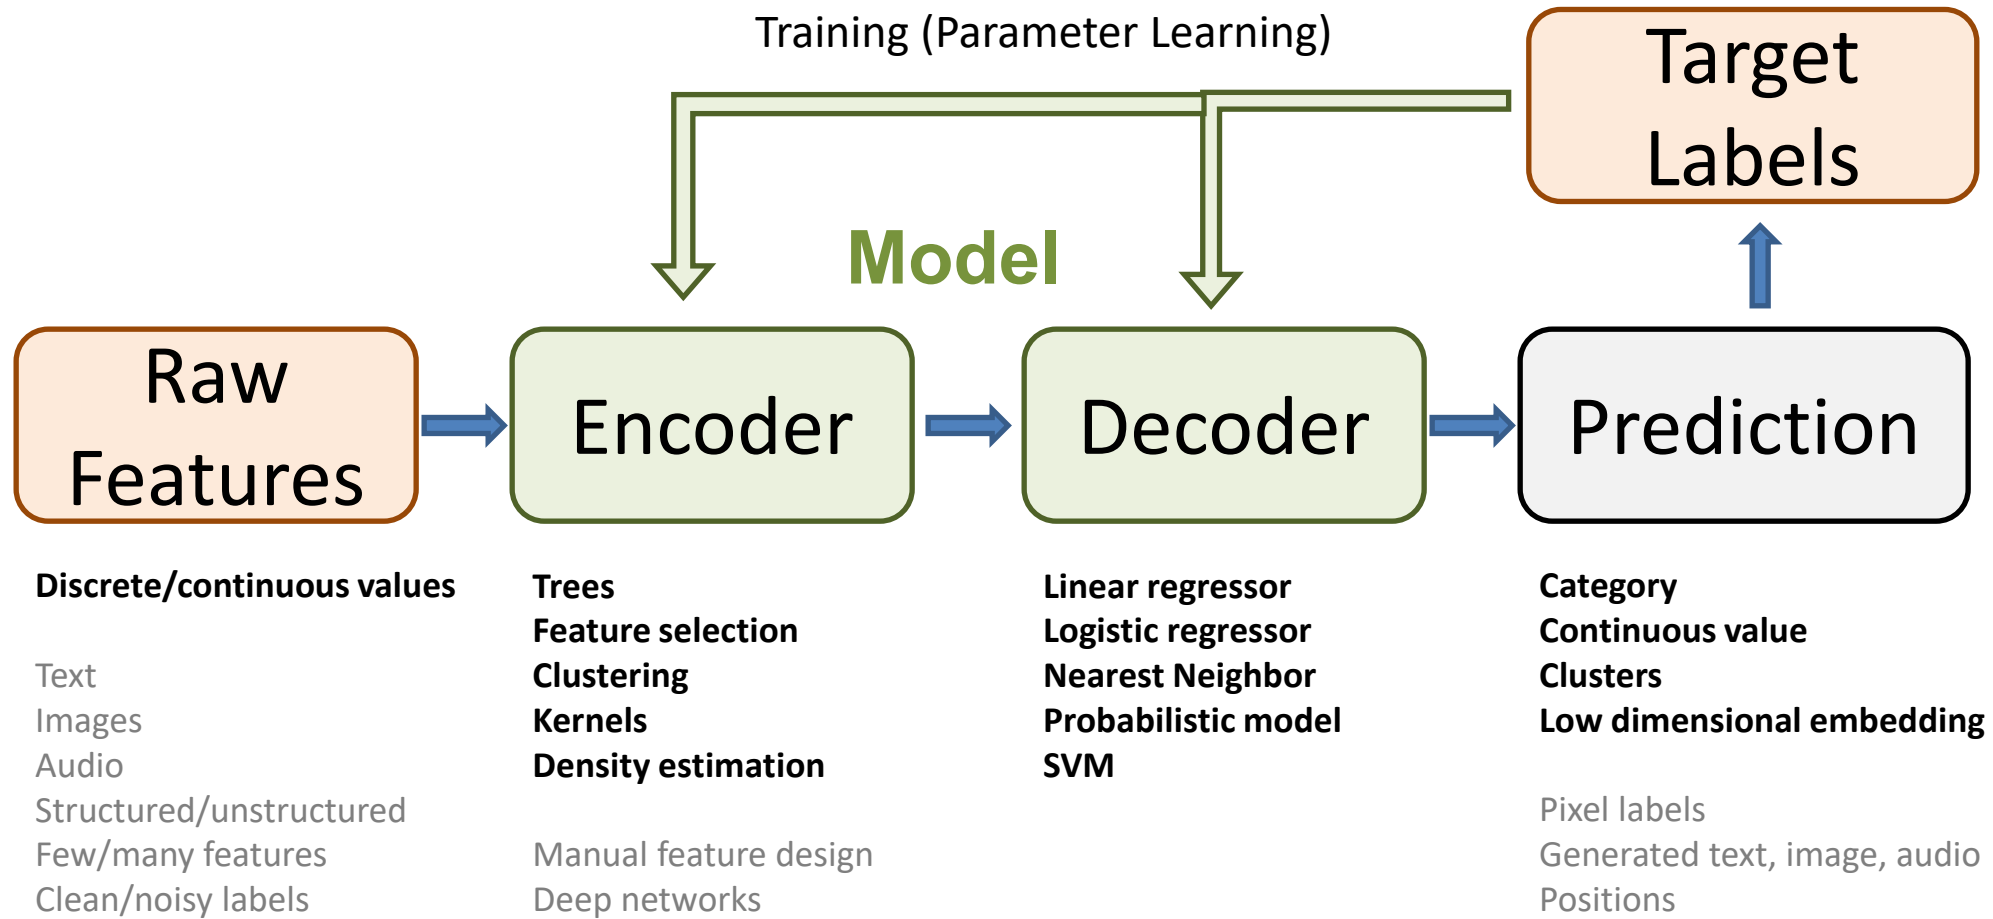 Training (Parameter Learning)
Target
Labels
Model
Raw
Features
Encoder
Decoder
Prediction
Discrete/continuous values
Text
Images
Audio
Structured/unstructured
Few/many features
Clean/noisy labels
Trees
Feature selection
Clustering
Kernels
Density estimation
Manual feature design
Deep networks
Linear regressor
Logistic regressor
Nearest Neighbor
Probabilistic model
SVM
Category
Continuous value
Clusters
Low dimensional embedding
Pixel labels
Generated text, image, audio
Positions